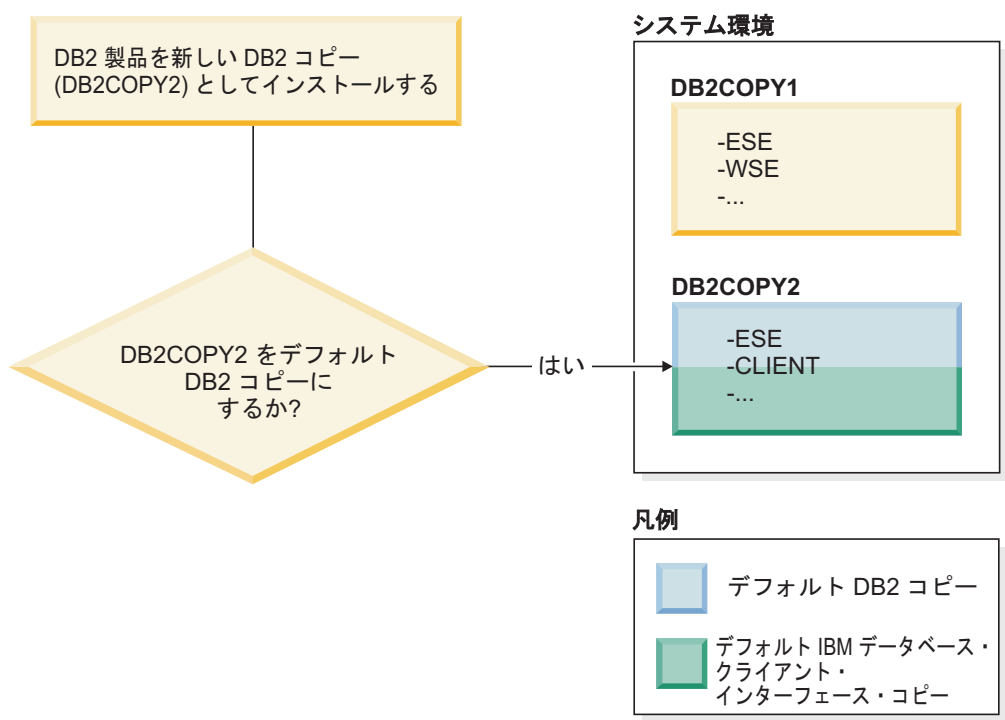 DB2 製品を新しい DB2 コピー
(DB2COPY2) としてインストールする
DB2COPY2 をデフォルト
DB2 コピーに
するか?
はい
システム環境
DB2COPY1
-ESE
-WSE
-...
DB2COPY2
-ESE
-CLIENT
-...
凡例
デフォルト DB2 コピー
デフォルト IBM データベース・
クライアント・
インターフェース・コピー